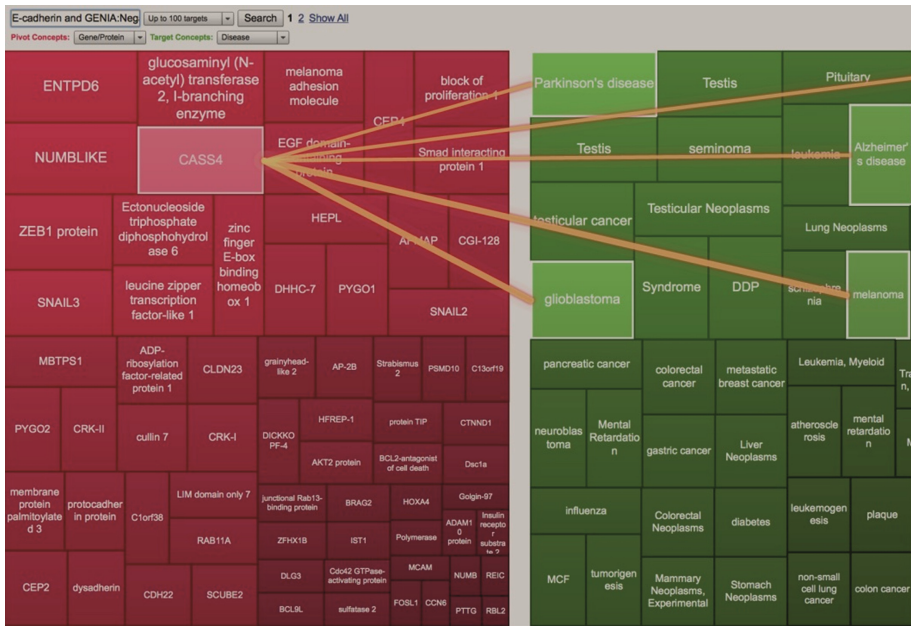 E-cadherin and GENIA:Neg
Up to 100 targets
Search
1 2 Show All
Pivot Concepts: Gene/Protein
Target Concepts: Disease
ENTPD6
glucosaminyl (N-
acetyl) transferase
2, I-branching
enzyme
melanoma
adhesion
molecule
CEP4
block of
proliferation 1
NUMBLIKE
CASS4
EGF domain-
protein
Smad interacting
protein 1
ZEB1 protein
Ectonucleoside
triphosphate
diphosphohydrol
ase 6
zinc
finger
E-box
binding
homeob
ox 1
HEPL
CGI-128
SNAIL3
leucine zipper
transcription
factor-like 1
DHHC-7
PYGO1
SNAIL2
MBTPS1
ADP-
ribosylation
factor-related
protein 1
CLDN23
grainyhead-
like 2
AP-2B
Strabismus
2
PSMD10
C13orf19
PYGO2
CRK-II
cullin 7
CRK-I
DICKKO
PF-4
HFREP-1
protein TIP
CTNND1
AKT2 protein
BCL2-antagonist
of cell death
Dsc1a
membrane
protein
palmitoylate
d 3
protocadher
in protein
C1orf38
LIM domain only 7
RAB11A
junctional Rab13-
binding protein
BRAG2
HOXA4
Golgin-97
ZFHX1B
IST1
Polymerase
ADAM1
0
protein
Insulin
recepto
r
substra
te 2
CEP2
dysadherin
CDH22
SCUBE2
DLG3
Cdc42 GTPase-
activating protein
MCAM
NUMB
REIC
BCL9L
sulfatase 2
FOSL1
CCN6
PTTG
RBL2
Parkinson's disease
Testis
Pituitary
Testis
seminoma
leukemia
Alzheimer'
s disease
testicular cancer
Testicular Neoplasms
Lung Neoplasms
glioblastoma
Syndrome
DDP
schizophre
nia
melanoma
pancreatic cancer
colorectal
cancer
metastatic
breast cancer
Leukemia, Myeloid
Tra
n,
neuroblas
toma
Mental
Retardatio
n
gastric cancer
Liver
Neoplasms
atheroscle
rosis
mental
retardatio
n
M
influenza
Colorectal
Neoplasms
diabetes
leukemogen
esis
plaque
MCF
tumorigen
esis
Mammary
Neoplasms,
Experimental
Stomach
Neoplasms
non-small
cell lung
cancer
colon cancer